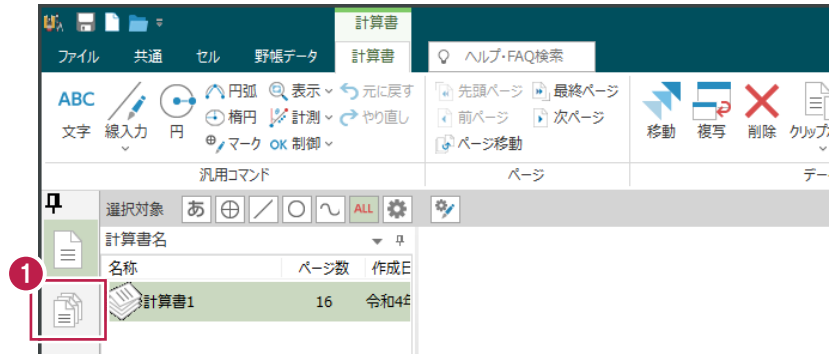 計算書
ファイル 共通 セル 野帳データ 計算書 ヘルプ・FAQ検索
ABC 文字
線入力
円
円弧 表示 元に戻す
楕円 計測 やり直し
マーク OK 制御
汎用コマンド
先頭ページ 最終ページ
前ページ 次ページ
ページ移動
ページ
移動 複写 削除
選択対象 あ ALL
計算書名
名称 ページ数 作成日
1
計算書1 16 令和4年